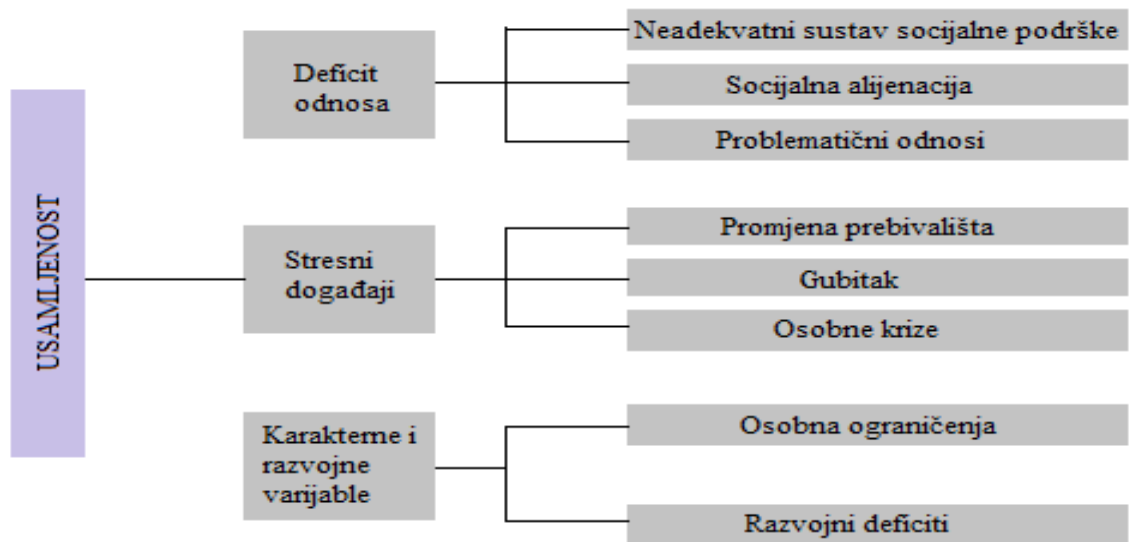 USAMLJENOST
Deficit
odnosa
Neadekvatni sustav socijalne podrške
Socijalna alijenacija
Problematični odnosi
Stresni
događaji
Promjena prebivališta
Gubitak
Osobne krize
Karakterne i
razvojne
varijable
Osobna ograničenja
Razvojni deficiti